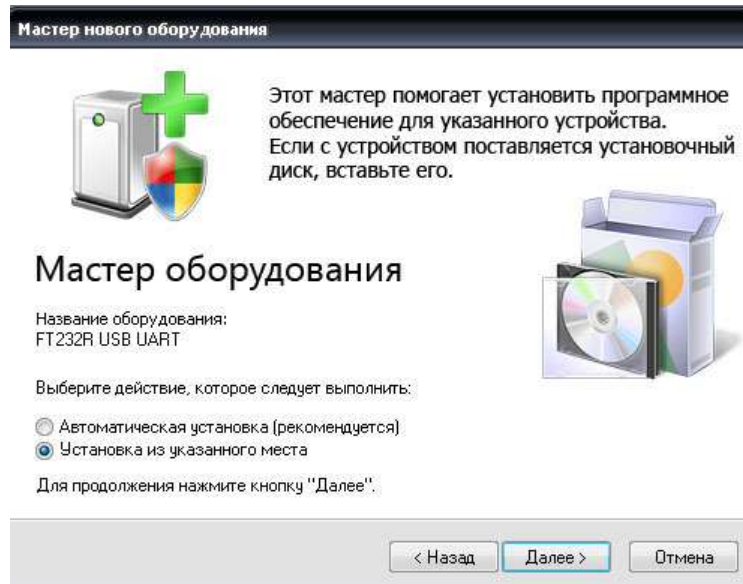 Мастер нового оборудования
Этот мастер помогает установить программное
обеспечение для указанного устройства.
Если с устройством поставляется установочный
диск, вставьте его.
Мастер оборудования
Название оборудования:
FT232R USB UART
Выберите действие, которое следует выполнить:
Автоматическая установка (рекомендуется)
Установка из указанного места
Для продолжения нажмите кнопку "Далее".
< Назад Далее > Отмена